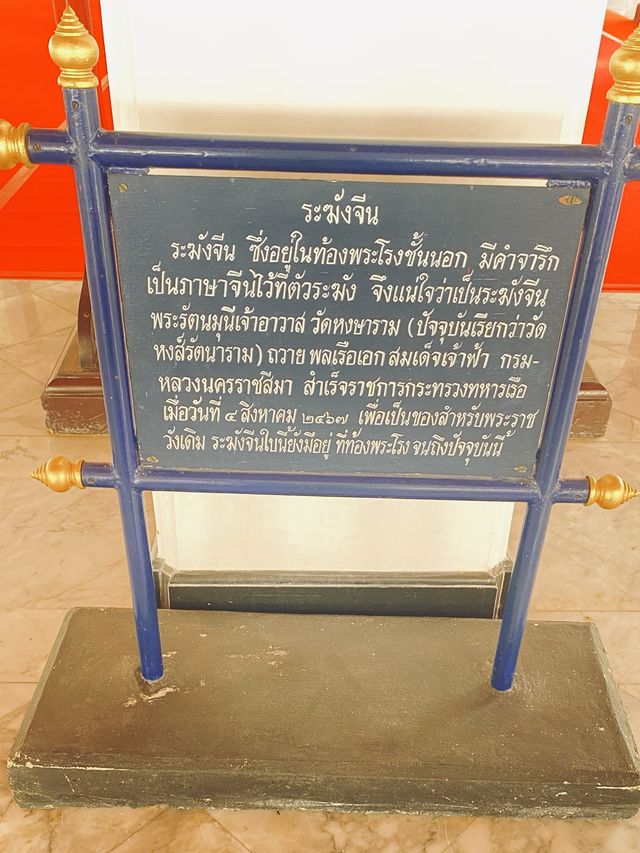 ระฆังจีน
ระฆังจีน ซึ่งอยู่ในท้องพระโรงชั้นนอก มีคำจารึก
เป็นภาษาจีนไว้ที่ตัวระฆัง จึงแน่ใจว่าเป็นระฆังจีน
พระรัตนมุนีเจ้าอาวาส วัดหงษาราม (ปัจจุบันเรียกว่าวัด
หงส์รัตนาราม) ถวาย พลเรือเอก สมเด็จเจ้าฟ้า กรม-
หลวงนครราชสีมา สำเร็จราชการกระทรวงทหารเรือ
เมื่อวันที่ ๔ สิงหาคม ๒๔๖๗ เพื่อเป็นของสำหรับพระราช
วังเดิม ระฆังจีนใบนี้ยังมีอยู่ ที่ท้องพระโรง จนถึงปัจจุบันนี้